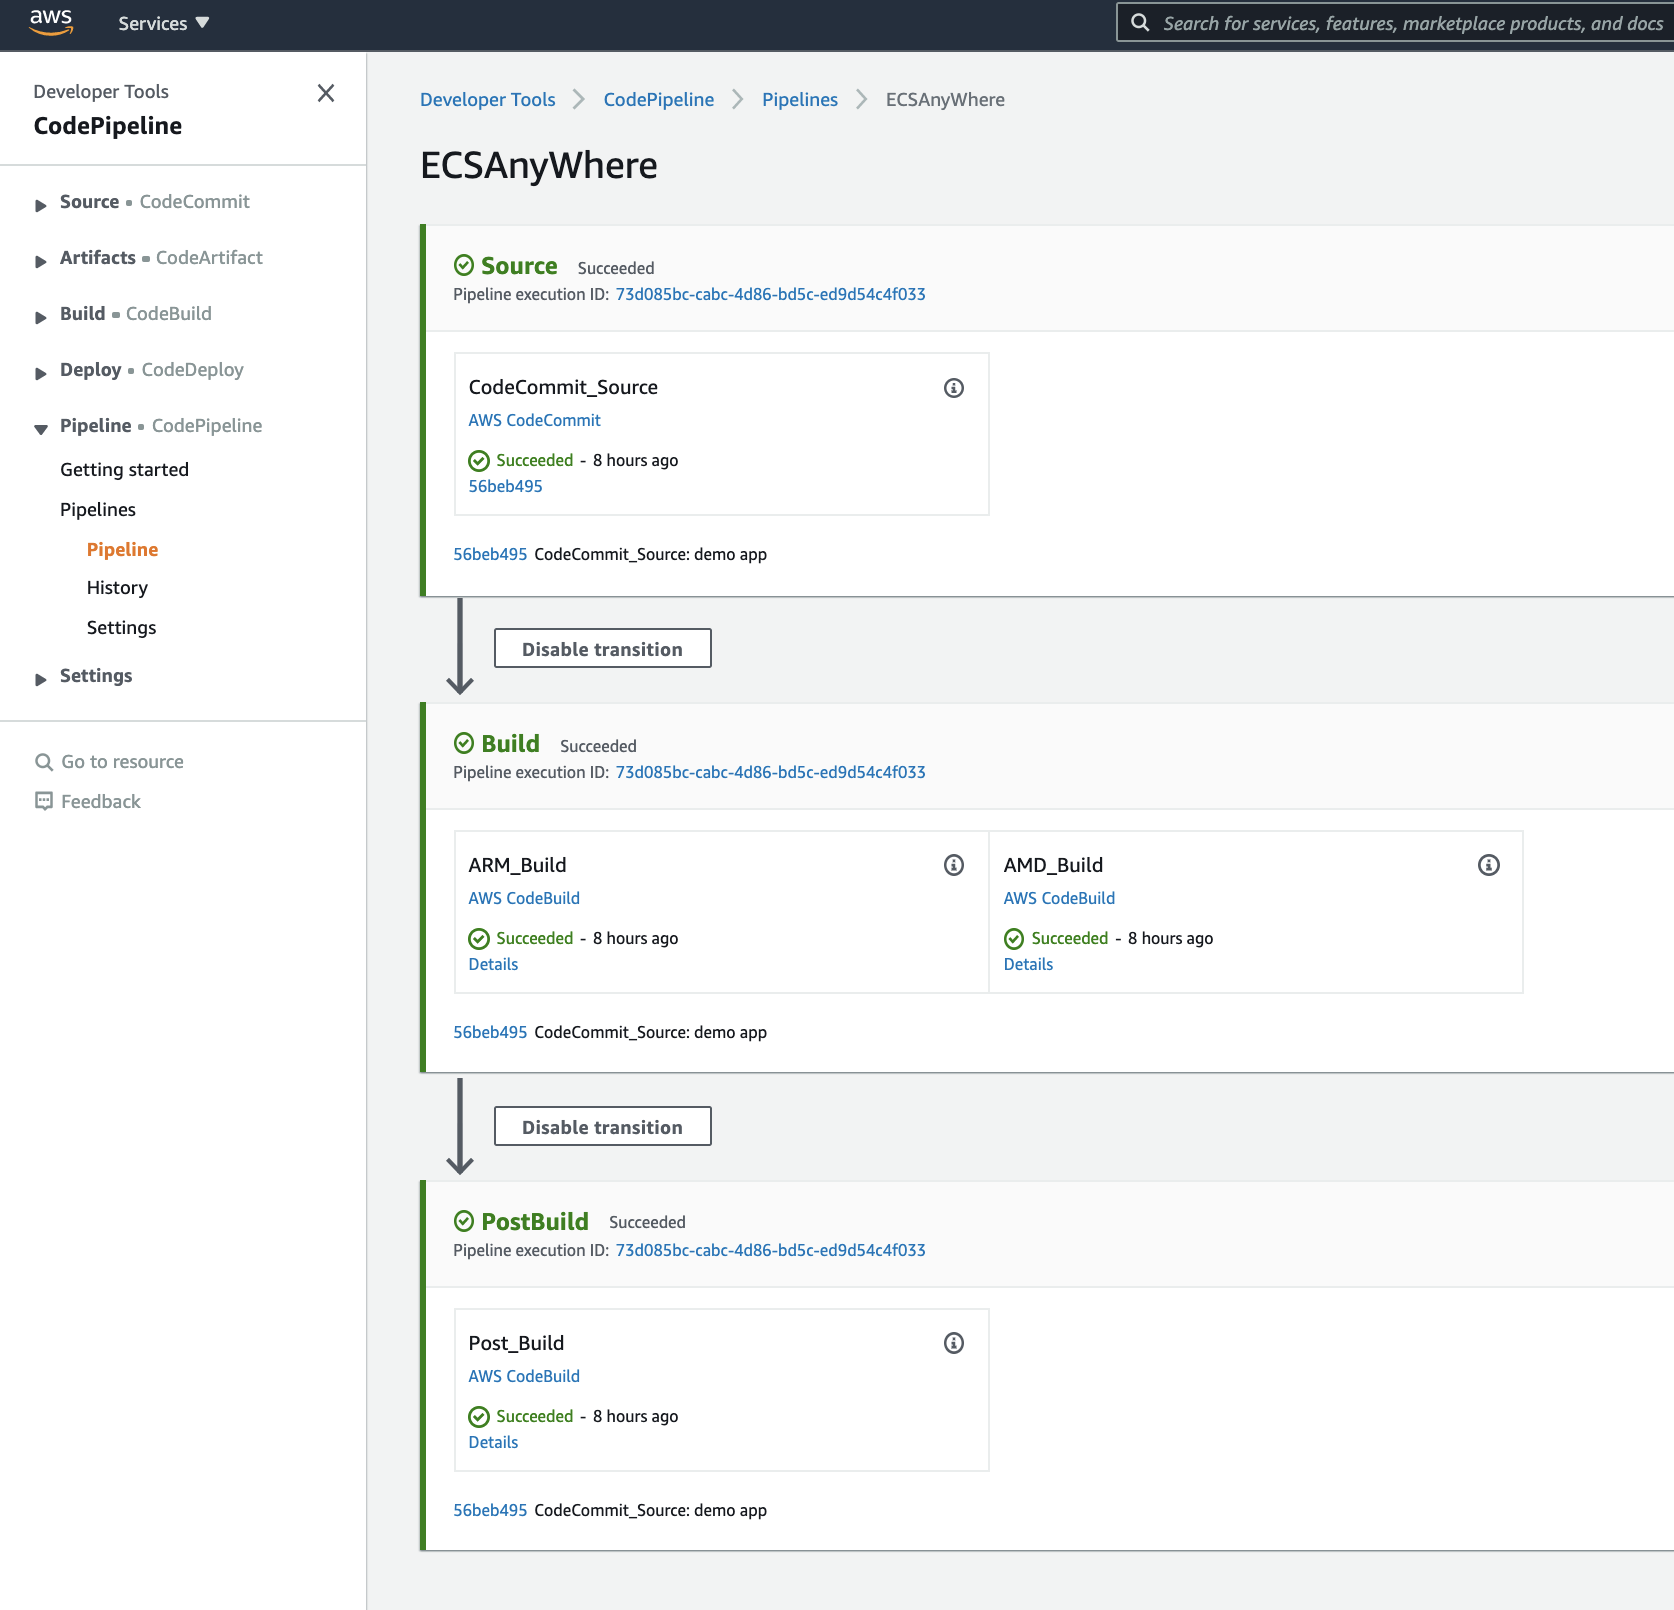 aws
Services ▼
Search for services, features, marketplace products, and docs
Developer Tools
CodePipeline
Source • CodeCommit
Artifacts • CodeArtifact
Build • CodeBuild
Deploy • CodeDeploy
Pipeline • CodePipeline
Getting started
Pipelines
Pipeline
History
Settings
Settings
Go to resource
Feedback
Developer Tools > CodePipeline > Pipelines > ECSAnyWhere
ECSAnyWhere
Source Succeeded
Pipeline execution ID: 73d085bc-cabc-4d86-bd5c-ed9d54c4f033
CodeCommit_Source
AWS CodeCommit
Succeeded - 8 hours ago
56beb495
56beb495 CodeCommit_Source: demo app
Disable transition
Build Succeeded
Pipeline execution ID: 73d085bc-cabc-4d86-bd5c-ed9d54c4f033
ARM_Build
AWS CodeBuild
Succeeded - 8 hours ago
Details
AMD_Build
AWS CodeBuild
Succeeded - 8 hours ago
Details
56beb495 CodeCommit_Source: demo app
Disable transition
PostBuild Succeeded
Pipeline execution ID: 73d085bc-cabc-4d86-bd5c-ed9d54c4f033
Post_Build
AWS CodeBuild
Succeeded - 8 hours ago
Details
56beb495 CodeCommit_Source: demo app